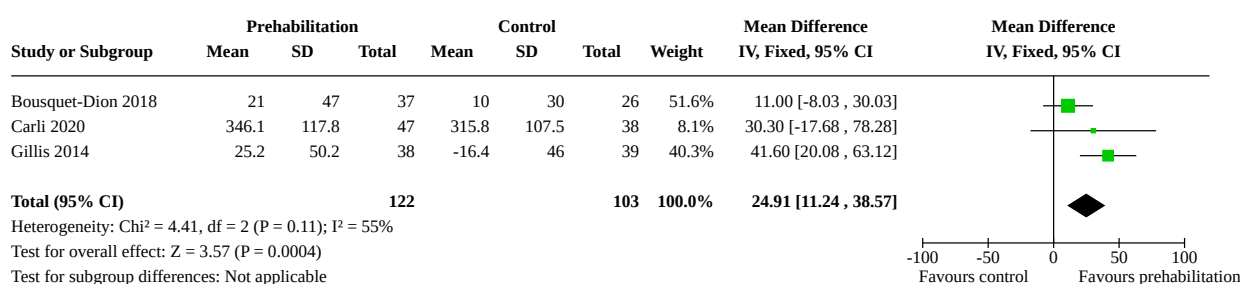 Prehabilitation Control Mean Difference Mean Difference
Study or Subgroup Mean SD Total Mean SD Total Weight IV, Fixed, 95% CI IV, Fixed, 95% CI
Bousquet-Dion 2018 21 47 37 10 30 26 51.6% 11.00 [-8.03 , 30.03]
Carli 2020 346.1 117.8 47 315.8 107.5 38 8.1% 30.30 [-17.68 , 78.28]
Gillis 2014 25.2 50.2 38 -16.4 46 39 40.3% 41.60 [20.08 , 63.12]
Total (95% CI) 122 103 100.0% 24.91 [11.24 , 38.57]
Heterogeneity: Chi² = 4.41, df = 2 (P = 0.11); I² = 55%
Test for overall effect: Z = 3.57 (P = 0.0004)
-100 -50 0 50 100
Test for subgroup differences: Not applicable
Favours control Favours prehabilitation